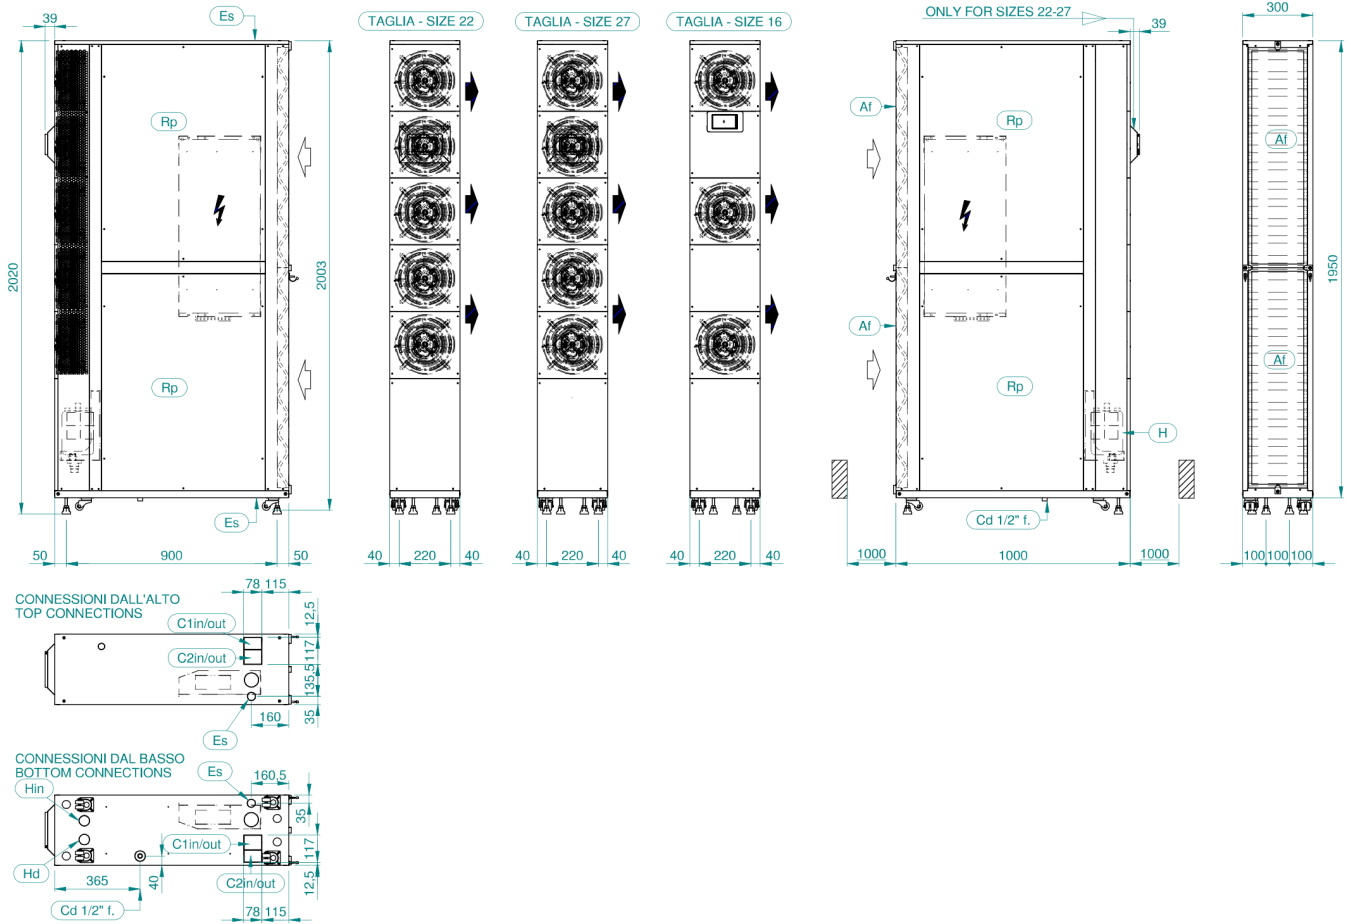 39
Es
TAGLIA - SIZE 22
TAGLIA - SIZE 27
TAGLIA - SIZE 16
ONLY FOR SIZES 22-27
39
300
Rp
Af
Rp
Af
2020
2003
1950
Af
Af
Rp
Rp
H
Es
Cd 1/2" f.
50
900
50
40
220
40
40
220
40
40
220
40
1000
1000
1000
100
100
100
CONNESSIONI DALL'ALTO
TOP CONNECTIONS
78
115
12,5
C1in/out
117
C2in/out
135,5
160
35
Es
CONNESSIONI DAL BASSO
BOTTOM CONNECTIONS
Es
160,5
Hin
35
C1in/out
117
Hd
365
40
C2in/out
12,5
Cd 1/2" f.
78
115